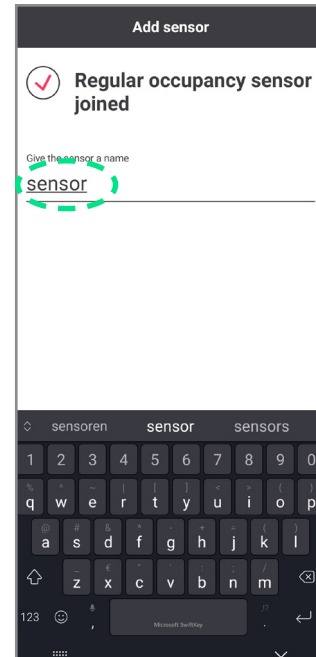 Add sensor
Regular occupancy sensor
joined
Give the sensor a name
sensor
sensoren sensor sensors
1 2 3 4 5 6 7 8 9 0
q w e r t y u i o p
a s d f g h j k l
z x c v b n m
123 , Microsoft SwiftKey .